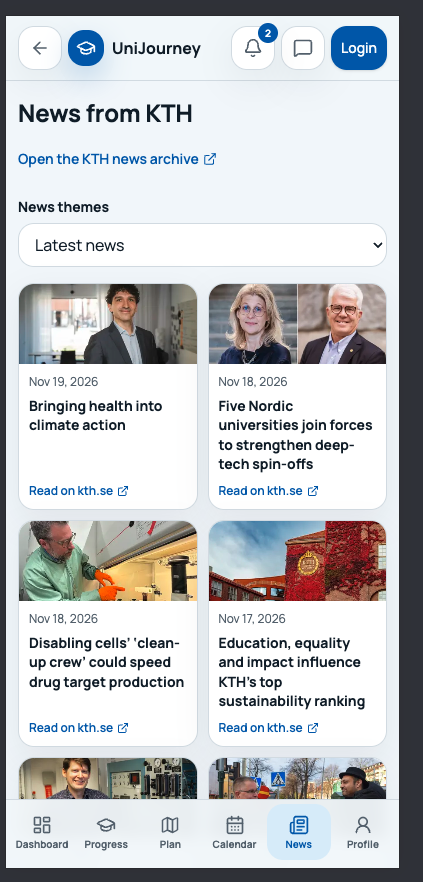 UniJourney
2
Login
News from KTH
Open the KTH news archive
News themes
Latest news
Nov 19, 2026
Bringing health into
climate action
Read on kth.se
Nov 18, 2026
Five Nordic
universities join forces
to strengthen deep-
tech spin-offs
Read on kth.se
Nov 18, 2026
Disabling cells’ ‘clean-
up crew’ could speed
drug target production
Read on kth.se
Nov 17, 2026
Education, equality
and impact influence
KTH’s top
sustainability ranking
Read on kth.se
Dashboard
Progress
Plan
Calendar
News
Profile